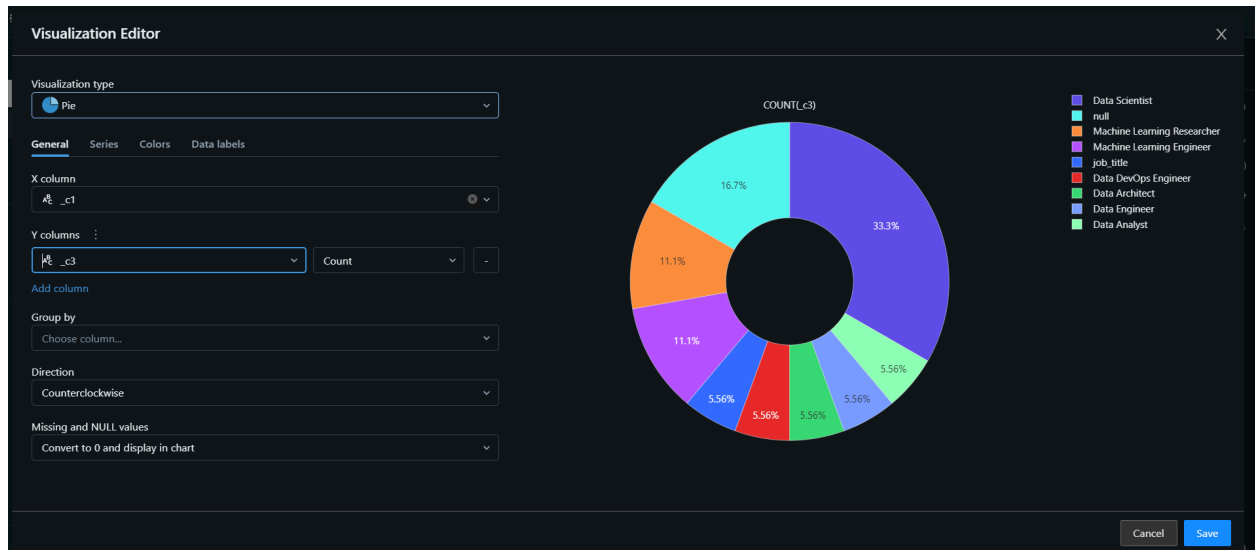 Visualization Editor
Visualization type
Pie
General Series Colors Data labels
X column
ABC _c1
Y columns
ABC _c3 Count -
Add column
Group by
Choose column...
Direction
Counterclockwise
Missing and NULL values
Convert to 0 and display in chart
COUNT(_c3)
16.7%
33.3%
11.1%
11.1%
5.56%
5.56%
5.56%
5.56%
5.56%
Data Scientist
null
Machine Learning Researcher
Machine Learning Engineer
job_title
Data DevOps Engineer
Data Architect
Data Engineer
Data Analyst
Cancel Save